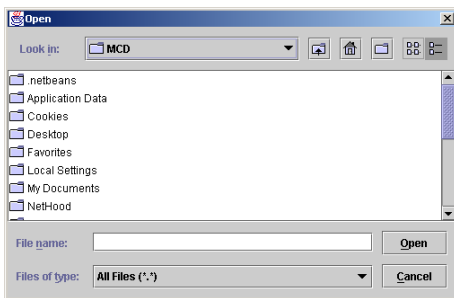 Open
Look in: MCD
.netbeans
Application Data
Cookies
Desktop
Favorites
Local Settings
My Documents
NetHood
File name: Open
Files of type: All Files (*.*) Cancel